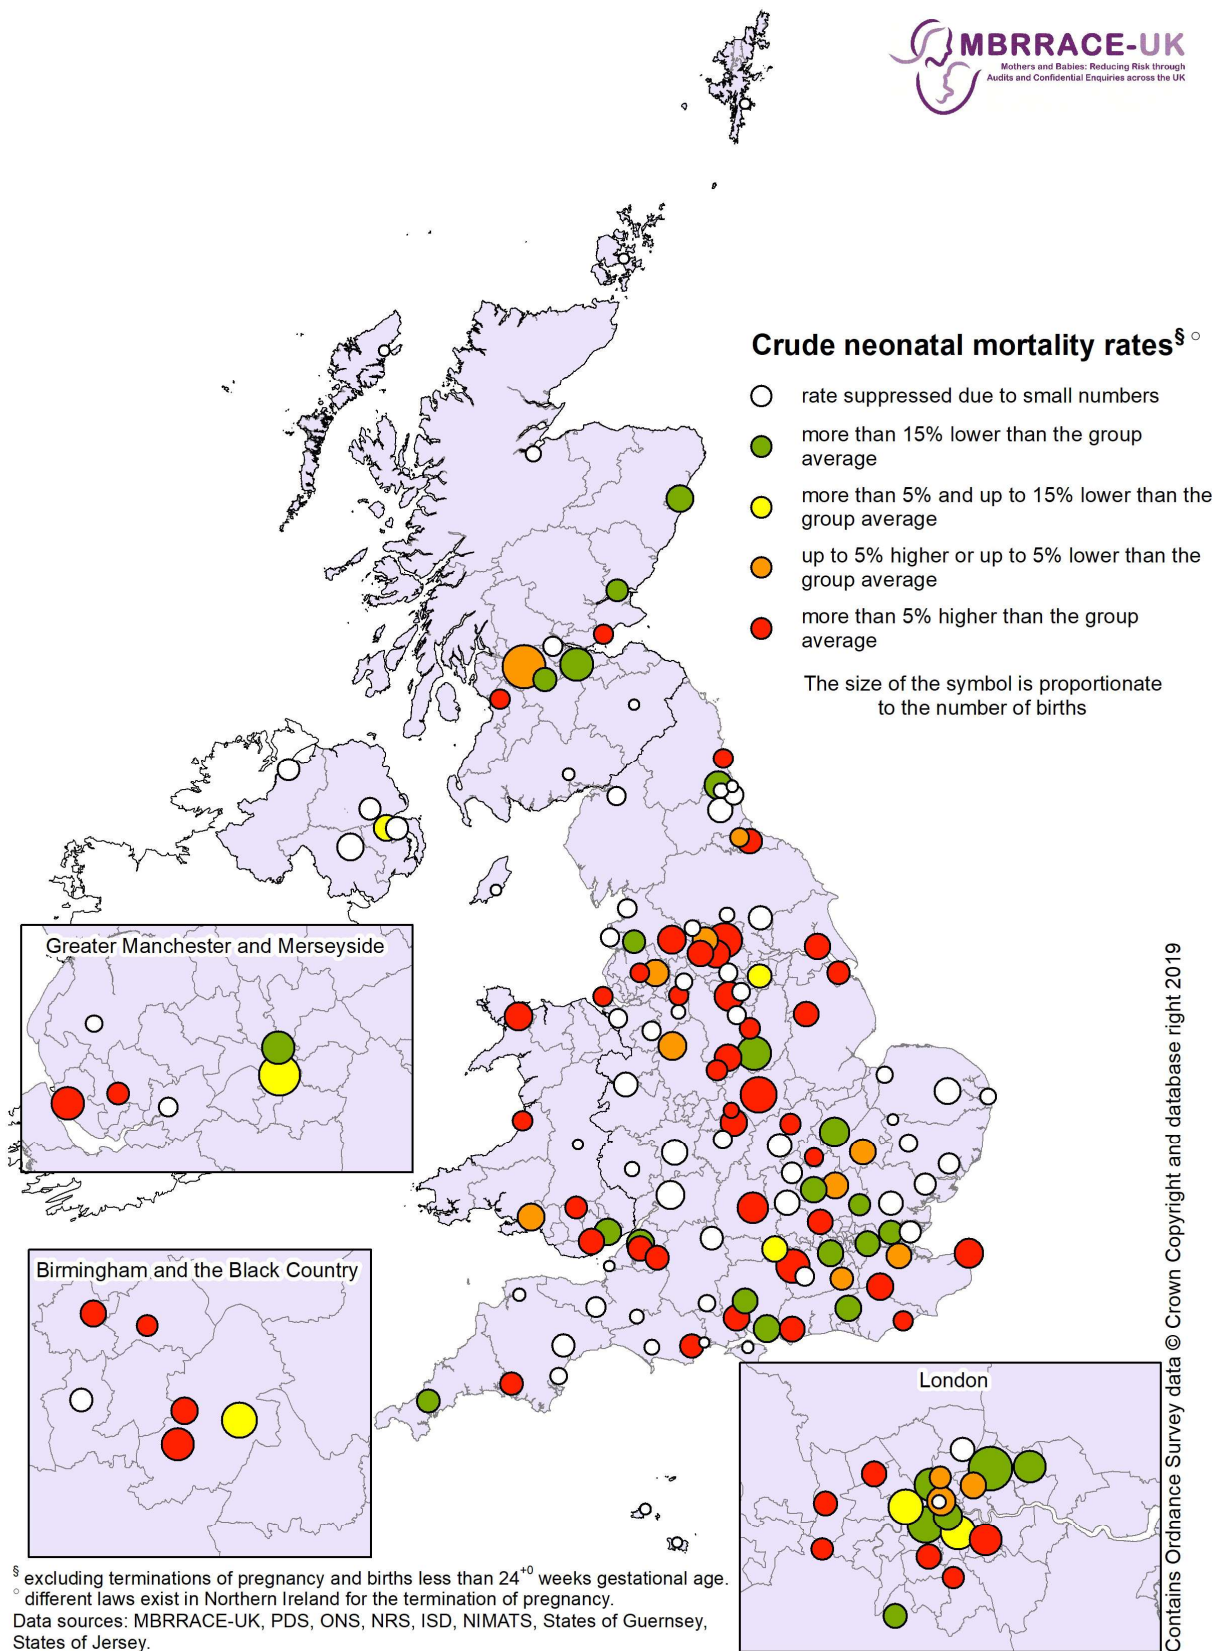 MBRRACE-UK
Mothers and Babies: Reducing Risk through
Audits and Confidential Enquiries across the UK
Crude neonatal mortality rates§ ○
rate suppressed due to small numbers
more than 15% lower than the group
average
more than 5% and up to 15% lower than the
group average
up to 5% higher or up to 5% lower than the
group average
more than 5% higher than the group
average
The size of the symbol is proportionate
to the number of births
Greater Manchester and Merseyside
Birmingham and the Black Country
London
§ excluding terminations of pregnancy and births less than 24+0 weeks gestational age.
○ different laws exist in Northern Ireland for the termination of pregnancy.
Data sources: MBRRACE-UK, PDS, ONS, NRS, ISD, NIMATS, States of Guernsey,
States of Jersey.
Contains Ordnance Survey data © Crown Copyright and database right 2019